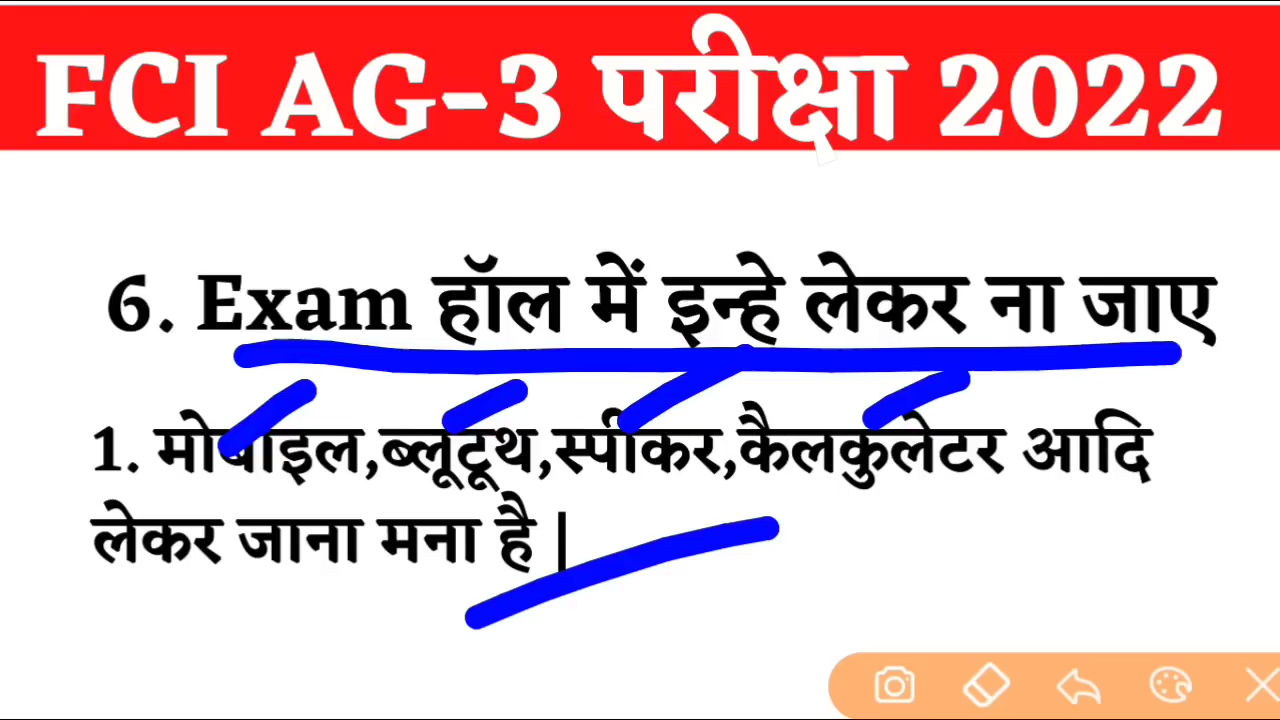 FCI AG-3 परीक्षा 2022
6. Exam हॉल में इन्हे लेकर ना जाए
1. मोबाइल,ब्लूटूथ,स्पीकर,कैलकुलेटर आदि
लेकर जाना मना है |